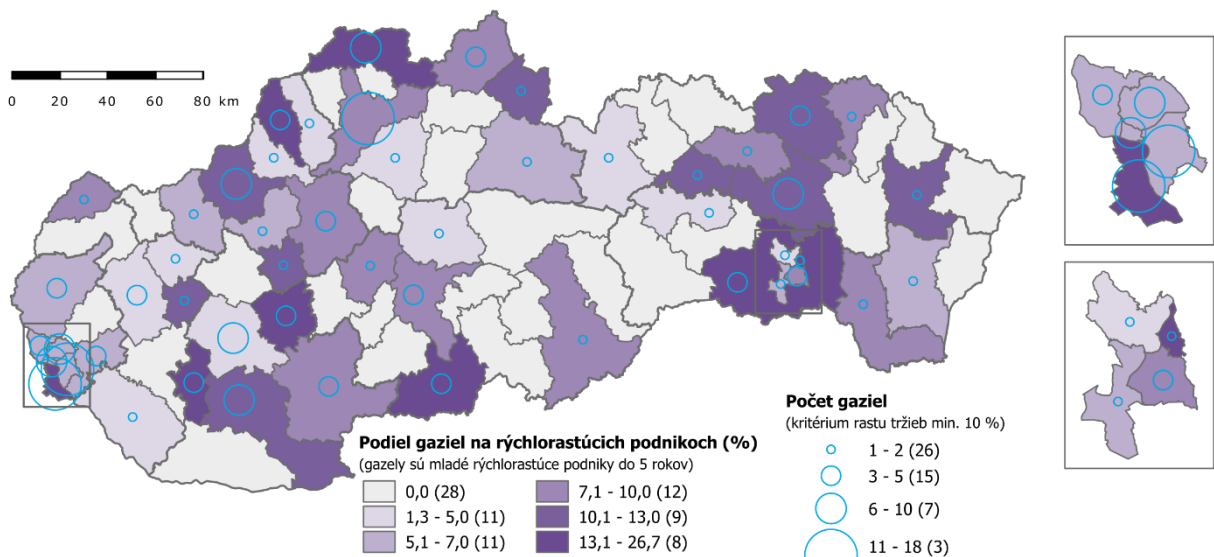 0 20 40 60 80 km
Podiel gaziel na rýchlorastúcich podnikoch (%)
(gazely sú mladé rýchlorastúce podniky do 5 rokov)
0,0 (28)
1,3 - 5,0 (11)
5,1 - 7,0 (11)
7,1 - 10,0 (12)
10,1 - 13,0 (9)
13,1 - 26,7 (8)
Počet gaziel
(kritérium rastu tržieb min. 10 %)
1 - 2 (26)
3 - 5 (15)
6 - 10 (7)
11 - 18 (3)